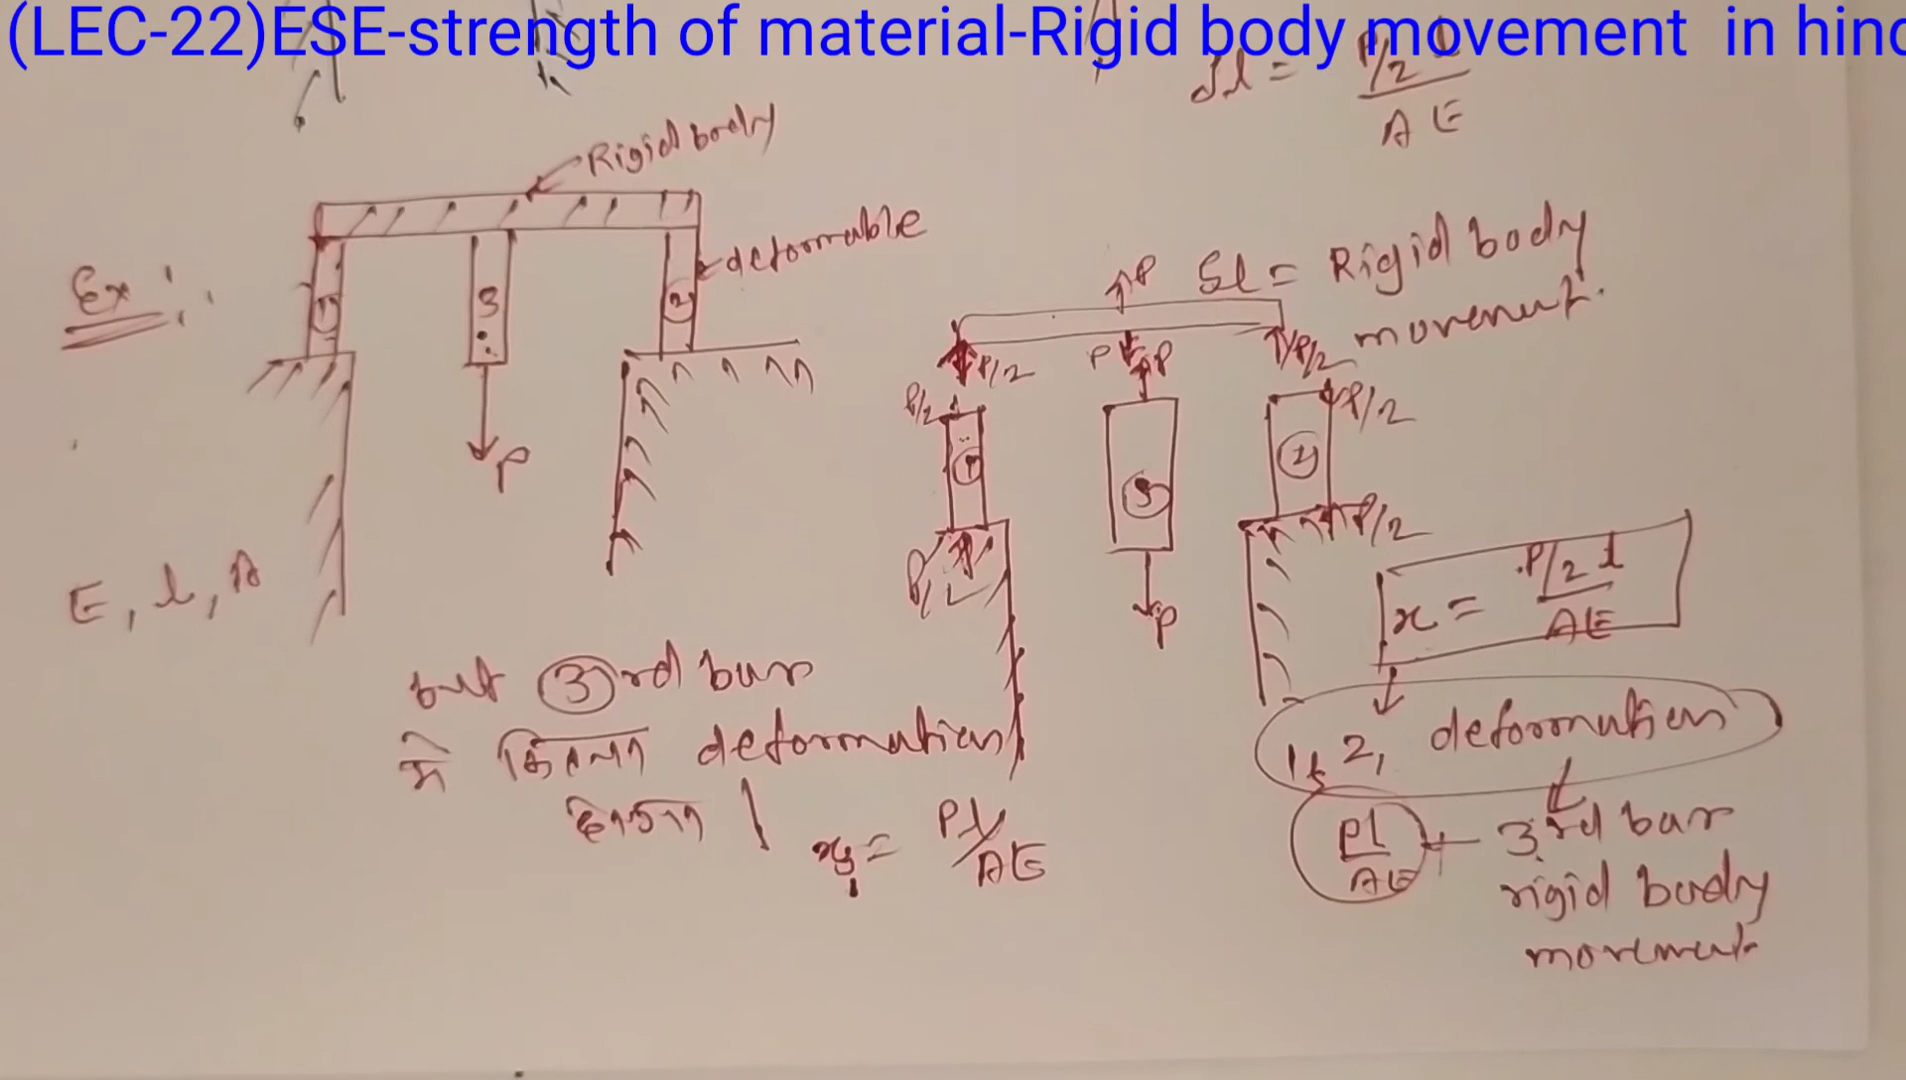 (LEC-22)ESE-strength of material-Rigid body movement in hind
δl = P/2 l
AE
Rigid body
deformable
Ex :
1
3
2
P
E, l, A
↑P
δl = Rigid body
movement.
P/2
P
P
P/2
P/2
P/2
1
3
2
P/2
P/2
P
x = P/2 l
AE
but 3rd bar
में कितना deformation
होगा।
y = Pl/AE
1 & 2, deformation
Pl
AE
+ 3rd bar
rigid body
movement